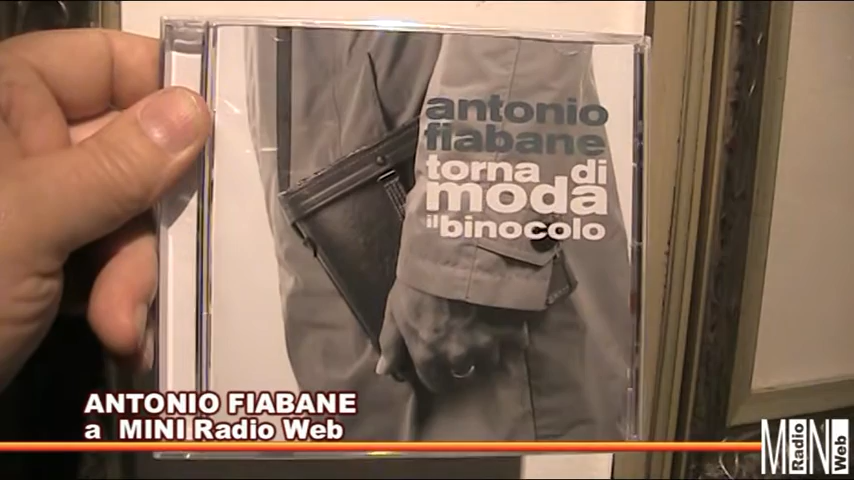 antonio
fiabane
torna di
moda
il binocolo
ANTONIO FIABANE
a MINI Radio Web
MINI
Radio
Web